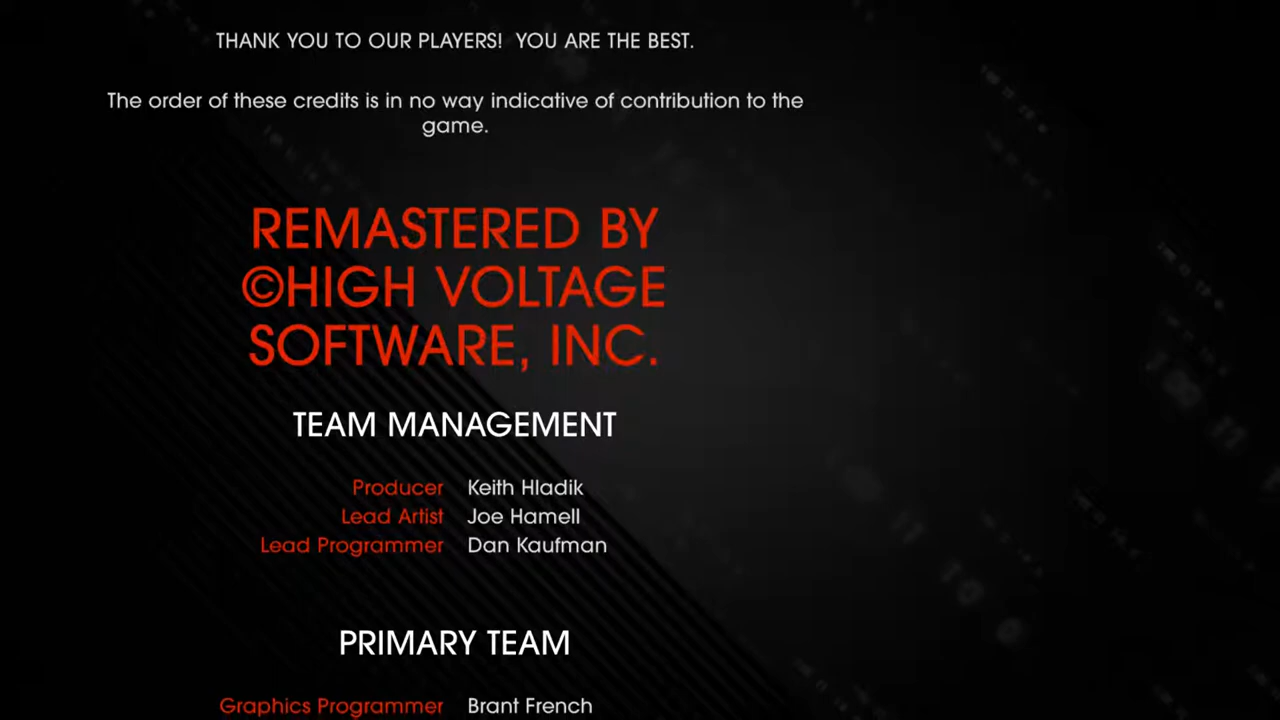 THANK YOU TO OUR PLAYERS!  YOU ARE THE BEST.
The order of these credits is in no way indicative of contribution to the
game.
REMASTERED BY
©HIGH VOLTAGE
SOFTWARE, INC.
TEAM MANAGEMENT
Producer Keith Hladik
Lead Artist Joe Hamell
Lead Programmer Dan Kaufman
PRIMARY TEAM
Graphics Programmer Brant French